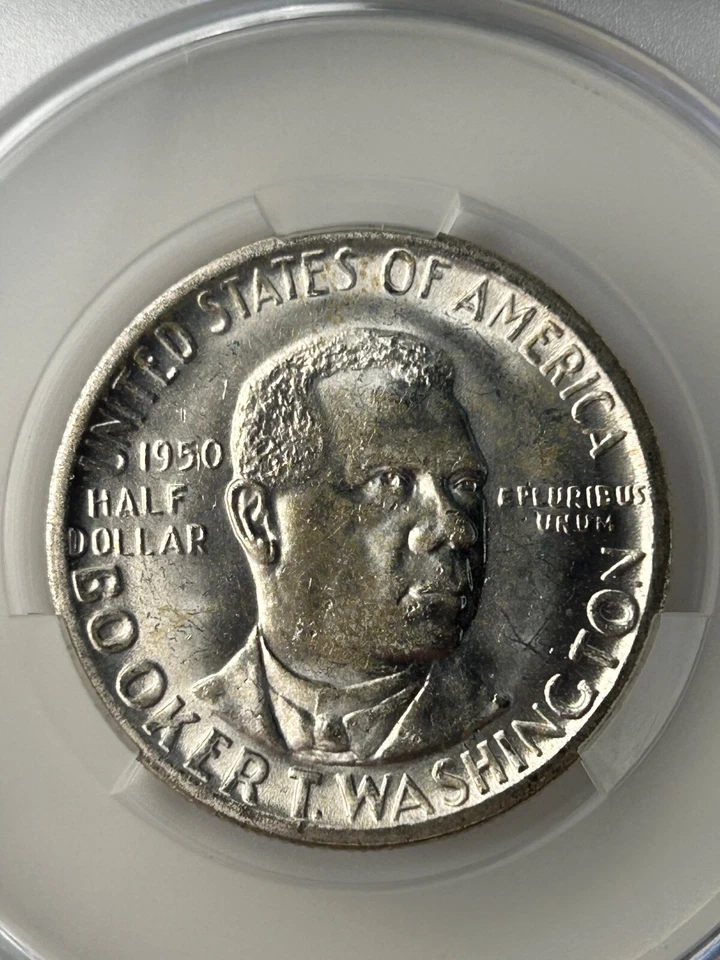 UNITED STATES OF AMERICA
1950
HALF
DOLLAR
E PLURIBUS
UNUM
BOOKER T. WASHINGTON